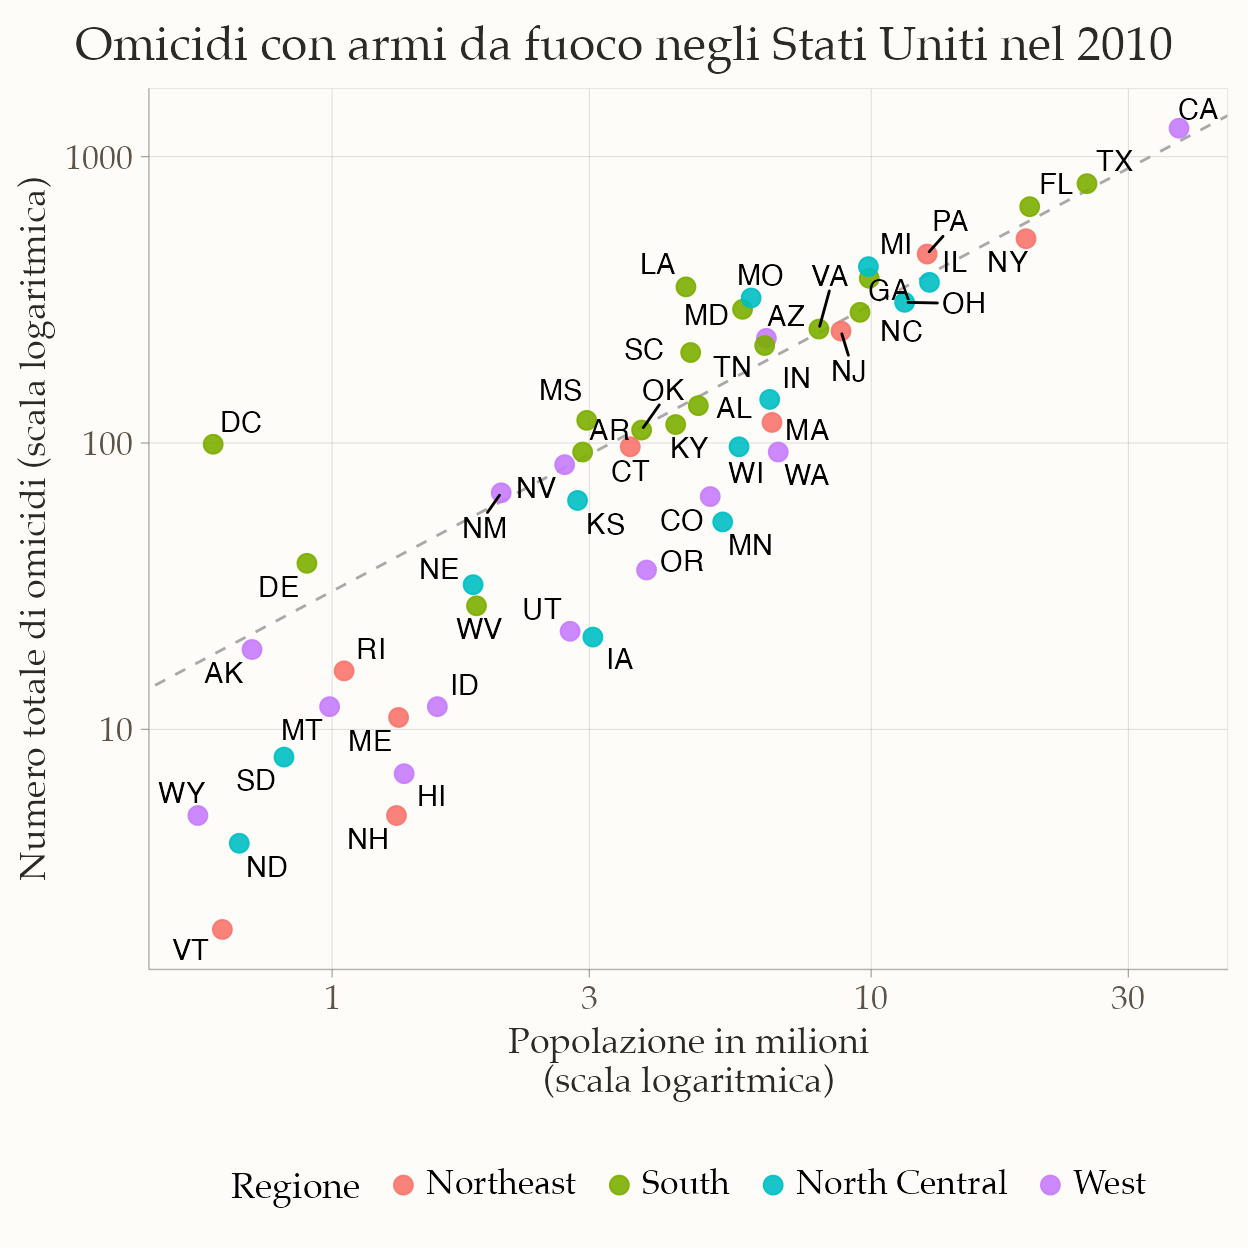 Omicidi con armi da fuoco negli Stati Uniti nel 2010
Numero totale di omicidi (scala logaritmica)
1000
100
10
CA
TX
FL
PA
MI
IL
NY
LA
MO
VA
GA
OH
MD
AZ
NC
SC
TN
NJ
IN
MS
OK
DC
AR
AL
MA
KY
CT
WI
WA
NV
NM
KS
CO
MN
OR
NE
DE
UT
WV
IA
RI
AK
ID
MT
ME
SD
WY
HI
NH
ND
VT
1
3
10
30
Popolazione in milioni
(scala logaritmica)
Regione
Northeast
South
North Central
West